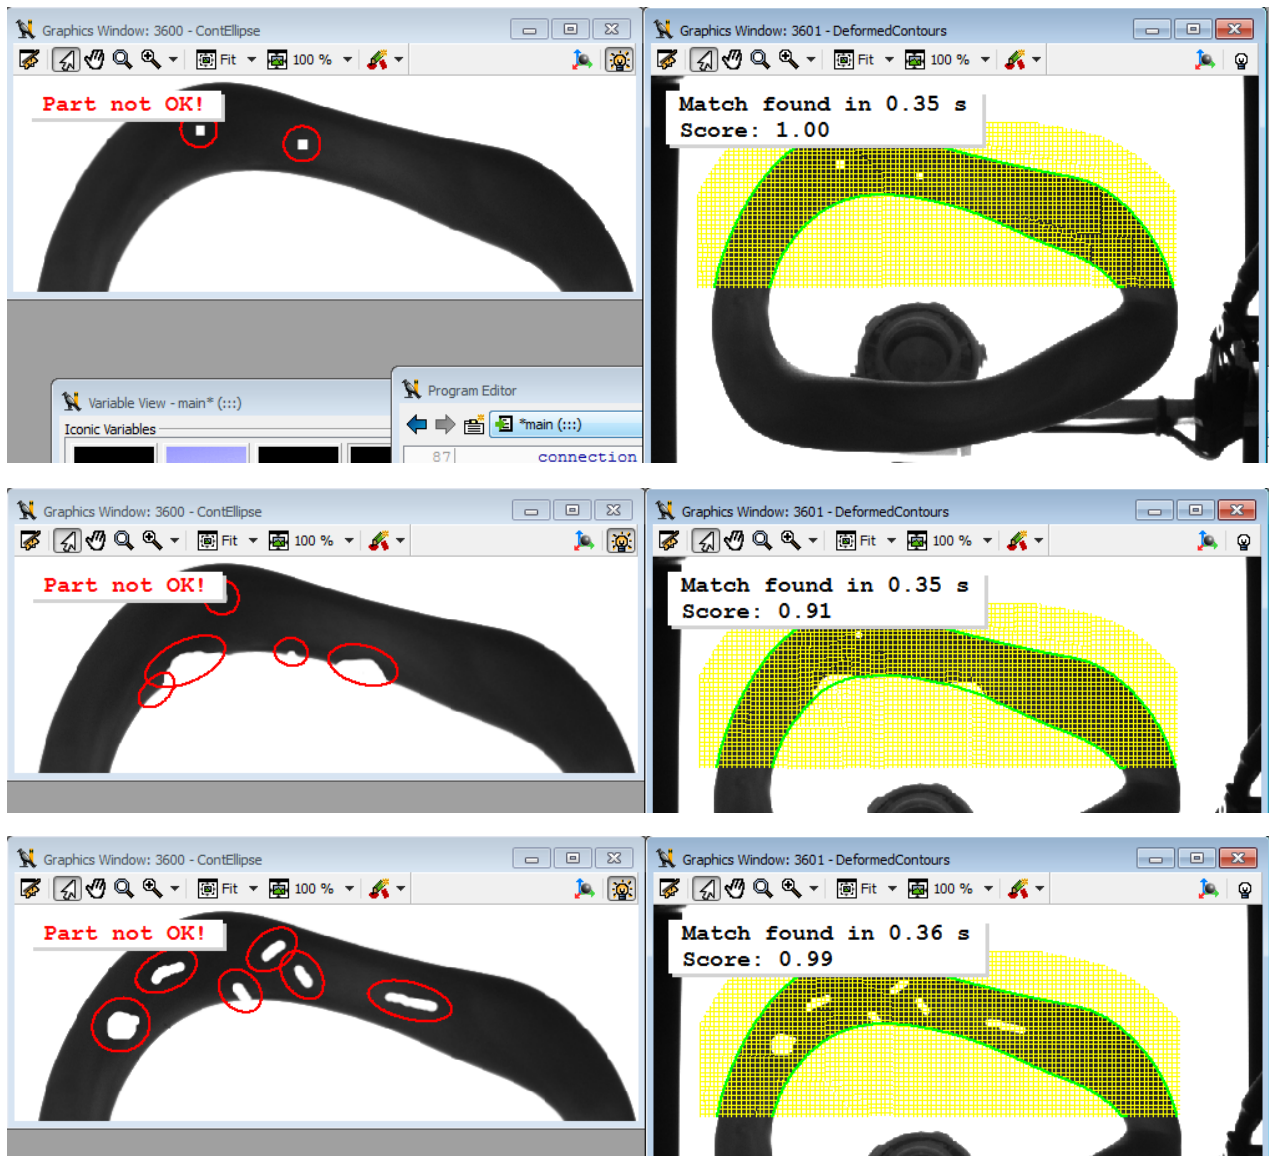 Graphics Window: 3600 - ContEllipse
Fit
100 %
Part not OK!
Graphics Window: 3601 - DeformedContours
Fit
100 %
Match found in 0.35 s
Score: 1.00
Variable View - main* (:::)
Iconic Variables
Program Editor
*main (:::)
87
connection
Graphics Window: 3600 - ContEllipse
Fit
100 %
Part not OK!
Graphics Window: 3601 - DeformedContours
Fit
100 %
Match found in 0.35 s
Score: 0.91
Graphics Window: 3600 - ContEllipse
Fit
100 %
Part not OK!
Graphics Window: 3601 - DeformedContours
Fit
100 %
Match found in 0.36 s
Score: 0.99